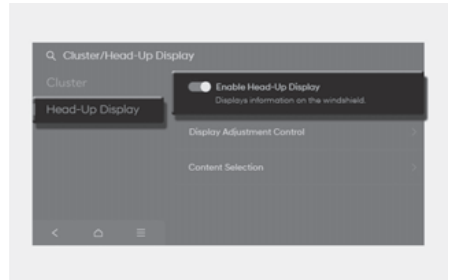 Cluster/Head-Up Display
Cluster
Head-Up Display
Enable Head-Up Display
Displays information on the windshield.
Display Adjustment Control
Content Selection